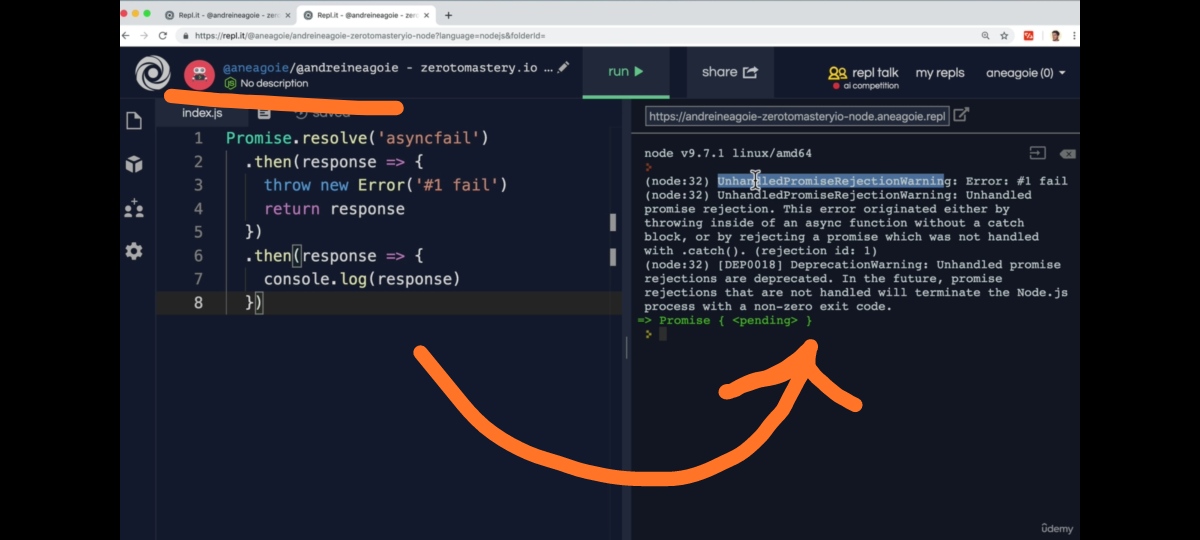 Repl.it - @andreineagoie - zer
Repl.it - @andreineagoie - zero
https://repl.it/@aneagoie/andreineagoie-zerotomasteryio-node?language=nodejs&folderId=
@aneagoie/@andreineagoie - zerotomastery.io ...
No description
run
share
repl talk
ai competition
my repls
aneagoie (0)
index.js
saved
1 Promise.resolve('asyncfail')
2 .then(response => {
3 throw new Error('#1 fail')
4 return response
5 })
6 .then(response => {
7 console.log(response)
8 })
https://andreineagoie-zerotomasteryio-node.aneagoie.repl
node v9.7.1 linux/amd64
>
(node:32) UnhandledPromiseRejectionWarning: Error: #1 fail
(node:32) UnhandledPromiseRejectionWarning: Unhandled
promise rejection. This error originated either by
throwing inside of an async function without a catch
block, or by rejecting a promise which was not handled
with .catch(). (rejection id: 1)
(node:32) [DEP0018] DeprecationWarning: Unhandled promise
rejections are deprecated. In the future, promise
rejections that are not handled will terminate the Node.js
process with a non-zero exit code.
=> Promise { <pending> }
>
ûdemy